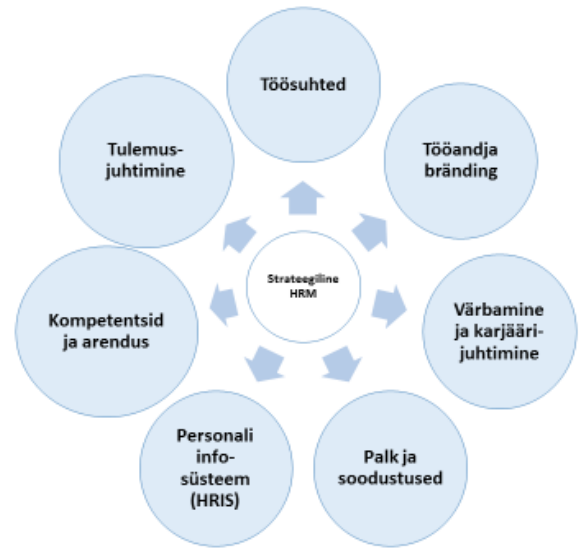 Töösuhted
Tööandja
bränding
Värbamine
ja karjääri-
juhtimine
Palk ja
soodustused
Personali
info-
süsteem
(HRIS)
Kompetentsid
ja arendus
Tulemus-
juhtimine
Strateegiline
HRM